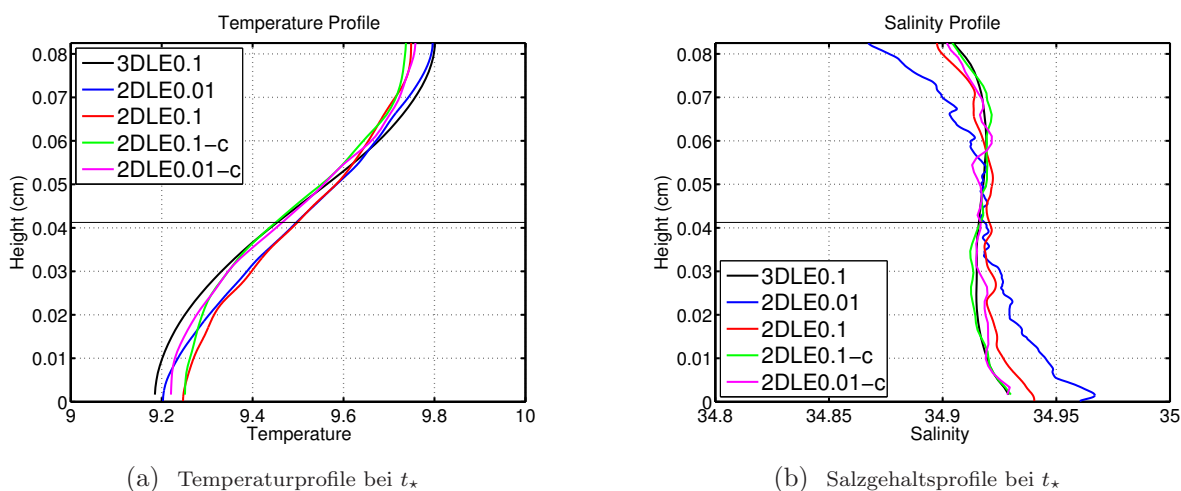 Temperature Profile
0.08
0.07
0.06
0.05
0.04
0.03
0.02
0.01
0
Height (cm)
3DLE0.1
2DLE0.01
2DLE0.1
2DLE0.1−c
2DLE0.01−c
9 9.2 9.4 9.6 9.8 10
Temperature
(a) Temperaturprofile bei t⋆
Salinity Profile
0.08
0.07
0.06
0.05
0.04
0.03
0.02
0.01
0
Height (cm)
3DLE0.1
2DLE0.01
2DLE0.1
2DLE0.1−c
2DLE0.01−c
34.8 34.85 34.9 34.95 35
Salinity
(b) Salzgehaltsprofile bei t⋆